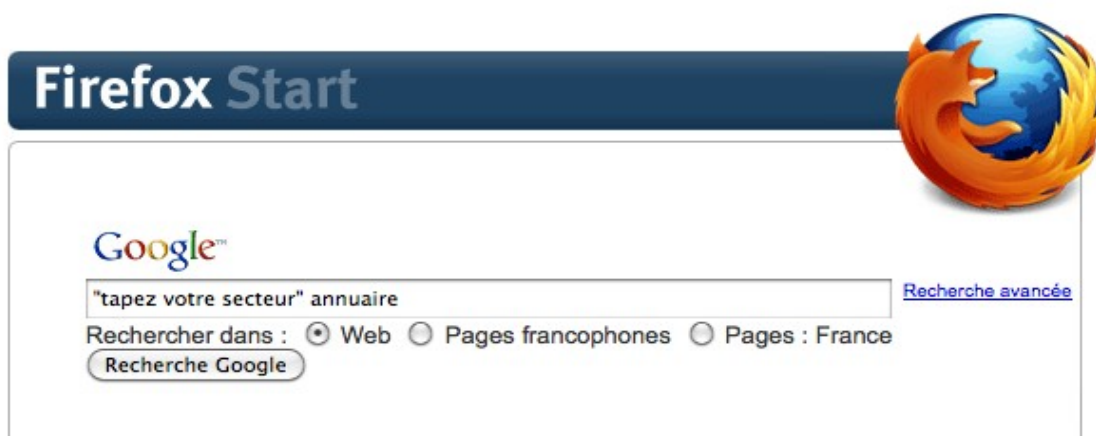 Firefox Start
Google™
"tapez votre secteur" annuaire
Recherche avancée
Rechercher dans : Web Pages francophones Pages : France
Recherche Google